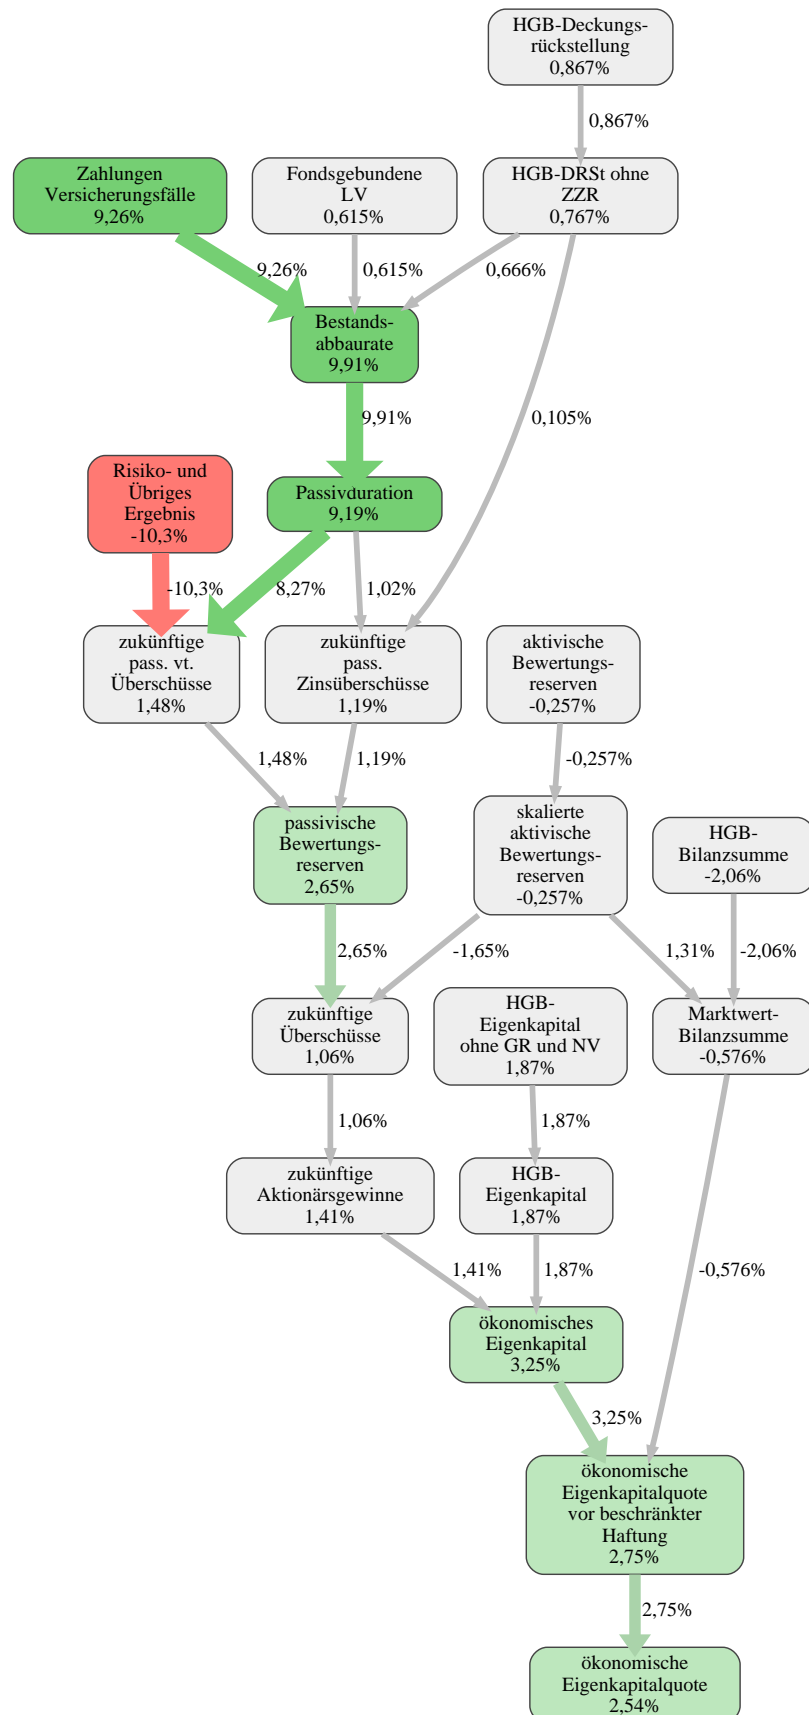 HGB-Deckungs-
rückstellung
0,867%
0,867%
Zahlungen
Versicherungsfälle
9,26%
Fondsgebundene
LV
0,615%
HGB-DRSt ohne
ZZR
0,767%
9,26%
0,615%
0,666%
Bestands-
abbaurate
9,91%
9,91%
0,105%
Risiko- und
Übriges
Ergebnis
-10,3%
Passivduration
9,19%
-10,3%
8,27%
1,02%
zukünftige
pass. vt.
Überschüsse
1,48%
zukünftige
pass.
Zinsüberschüsse
1,19%
aktivische
Bewertungs-
reserven
-0,257%
1,48%
1,19%
-0,257%
passivische
Bewertungs-
reserven
2,65%
skalierte
aktivische
Bewertungs-
reserven
-0,257%
HGB-
Bilanzsumme
-2,06%
2,65%
-1,65%
1,31%
-2,06%
zukünftige
Überschüsse
1,06%
HGB-
Eigenkapital
ohne GR und NV
1,87%
Marktwert-
Bilanzsumme
-0,576%
1,06%
1,87%
zukünftige
Aktionärsgewinne
1,41%
HGB-
Eigenkapital
1,87%
1,41%
1,87%
-0,576%
ökonomisches
Eigenkapital
3,25%
3,25%
ökonomische
Eigenkapitalquote
vor beschränkter
Haftung
2,75%
2,75%
ökonomische
Eigenkapitalquote
2,54%